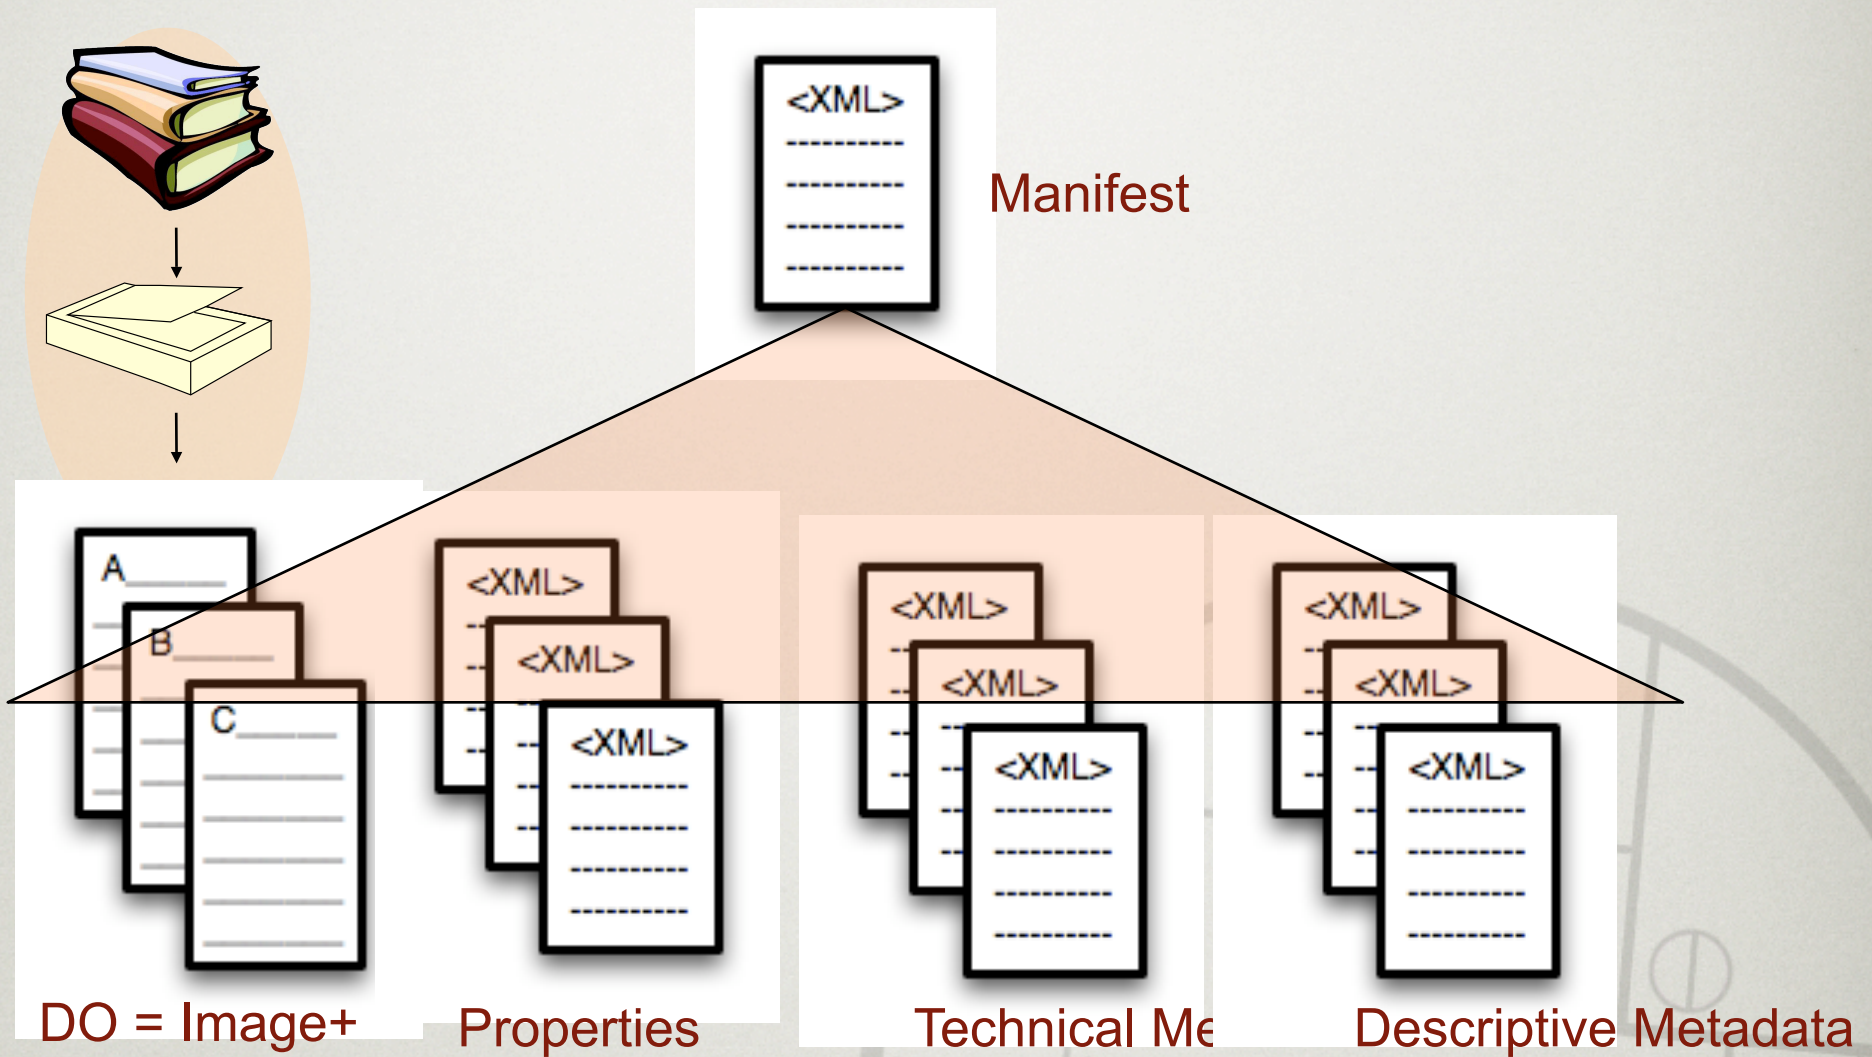 <XML>
Manifest
A
B
C
<XML>
<XML>
<XML>
<XML>
<XML>
<XML>
<XML>
<XML>
<XML>
DO = Image+
Properties
Technical Me
Descriptive Metadata